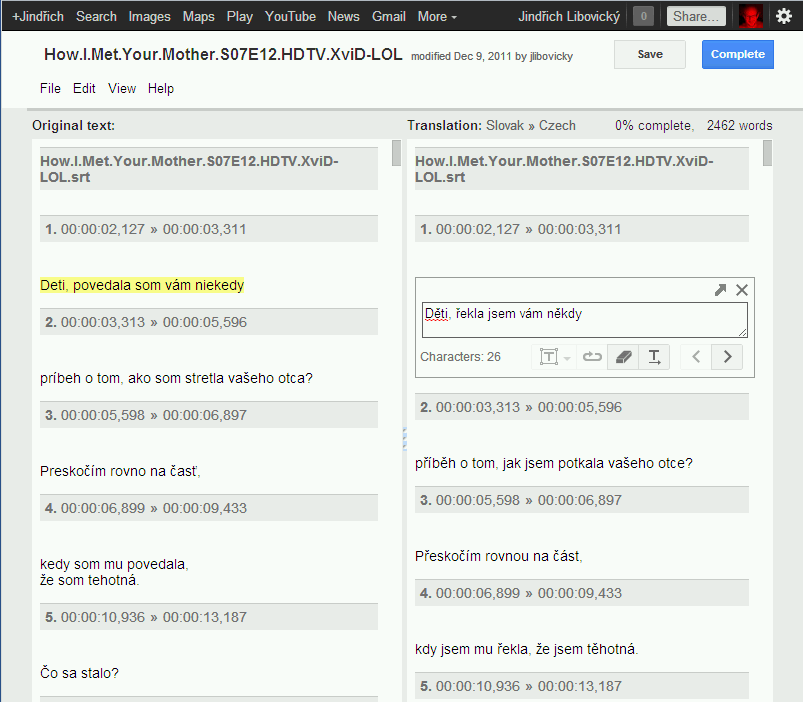 +Jindřich Search Images Maps Play YouTube News Gmail More Jindřich Libovický 0 Share...
How.I.Met.Your.Mother.S07E12.HDTV.XviD-LOL modified Dec 9, 2011 by jlibovicky Save Complete
File Edit View Help
Original text:
How.I.Met.Your.Mother.S07E12.HDTV.XviD-
LOL.srt
1. 00:00:02,127 » 00:00:03,311
Deti, povedala som vám niekedy
2. 00:00:03,313 » 00:00:05,596
príbeh o tom, ako som stretla vašeho otca?
3. 00:00:05,598 » 00:00:06,897
Preskočím rovno na časť,
4. 00:00:06,899 » 00:00:09,433
kedy som mu povedala,
že som tehotná.
5. 00:00:10,936 » 00:00:13,187
Čo sa stalo?
Translation: Slovak » Czech 0% complete, 2462 words
How.I.Met.Your.Mother.S07E12.HDTV.XviD-
LOL.srt
1. 00:00:02,127 » 00:00:03,311
Děti, řekla jsem vám někdy
Characters: 26
2. 00:00:03,313 » 00:00:05,596
příběh o tom, jak jsem potkala vašeho otce?
3. 00:00:05,598 » 00:00:06,897
Přeskočím rovnou na část,
4. 00:00:06,899 » 00:00:09,433
kdy jsem mu řekla, že jsem těhotná.
5. 00:00:10,936 » 00:00:13,187